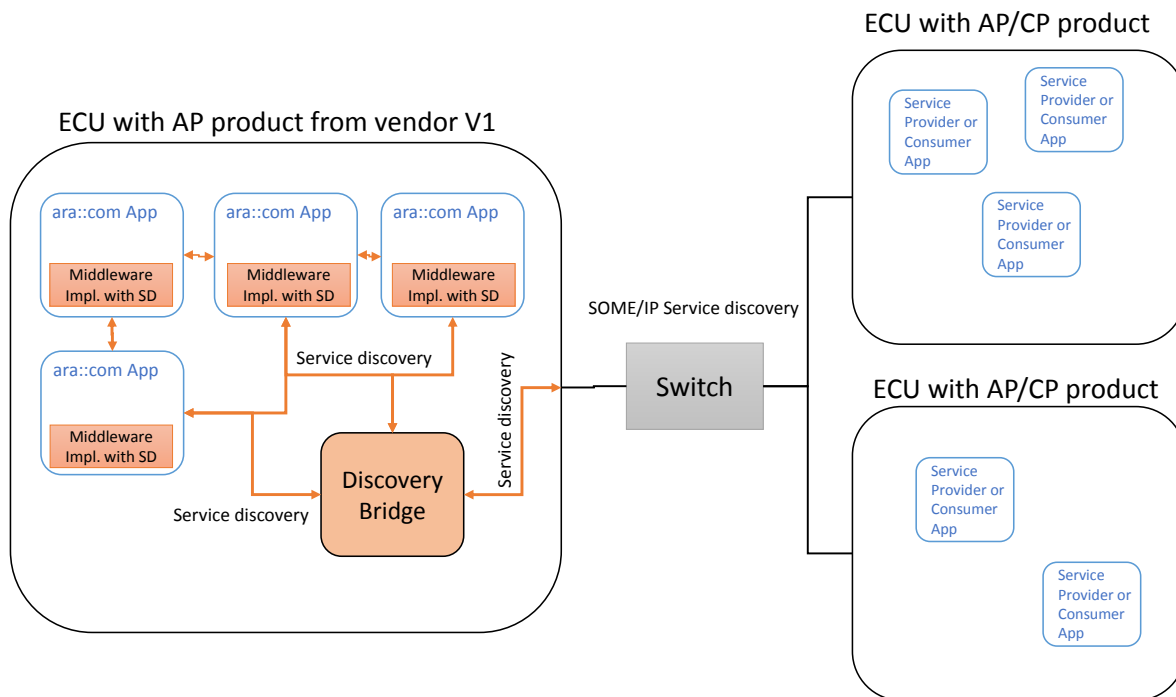 ECU with AP product from vendor V1
ara::com App
Middleware
Impl. with SD
ara::com App
Middleware
Impl. with SD
ara::com App
Middleware
Impl. with SD
ara::com App
Middleware
Impl. with SD
Service discovery
Service discovery
Service discovery
Discovery
Bridge
SOME/IP Service discovery
Switch
ECU with AP/CP product
Service
Provider or
Consumer
App
Service
Provider or
Consumer
App
Service
Provider or
Consumer
App
ECU with AP/CP product
Service
Provider or
Consumer
App
Service
Provider or
Consumer
App